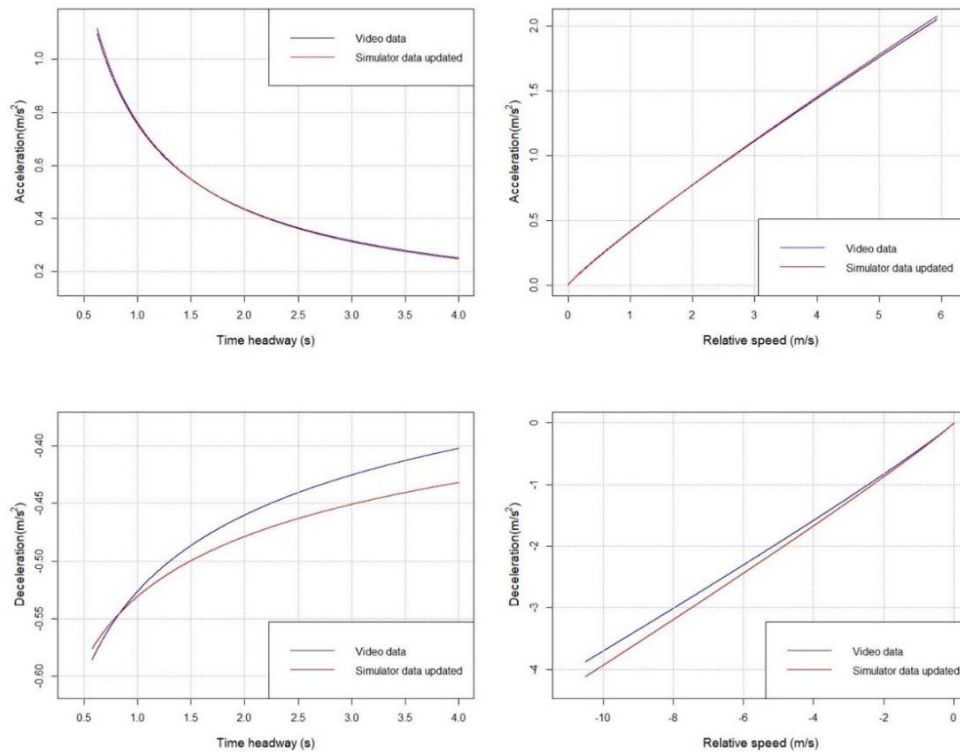 Acceleration(m/s²)
1.0
0.8
0.6
0.4
0.2
Video data
Simulator data updated
0.5 1.0 1.5 2.0 2.5 3.0 3.5 4.0
Time headway (s)
Acceleration(m/s²)
2.0
1.5
1.0
0.5
0.0
Video data
Simulator data updated
0 1 2 3 4 5 6
Relative speed (m/s)
Deceleration(m/s²)
-0.40
-0.45
-0.50
-0.55
-0.60
Video data
Simulator data updated
0.5 1.0 1.5 2.0 2.5 3.0 3.5 4.0
Time headway (s)
Deceleration(m/s²)
0
-1
-2
-3
-4
Video data
Simulator data updated
-10 -8 -6 -4 -2 0
Relative speed (m/s)